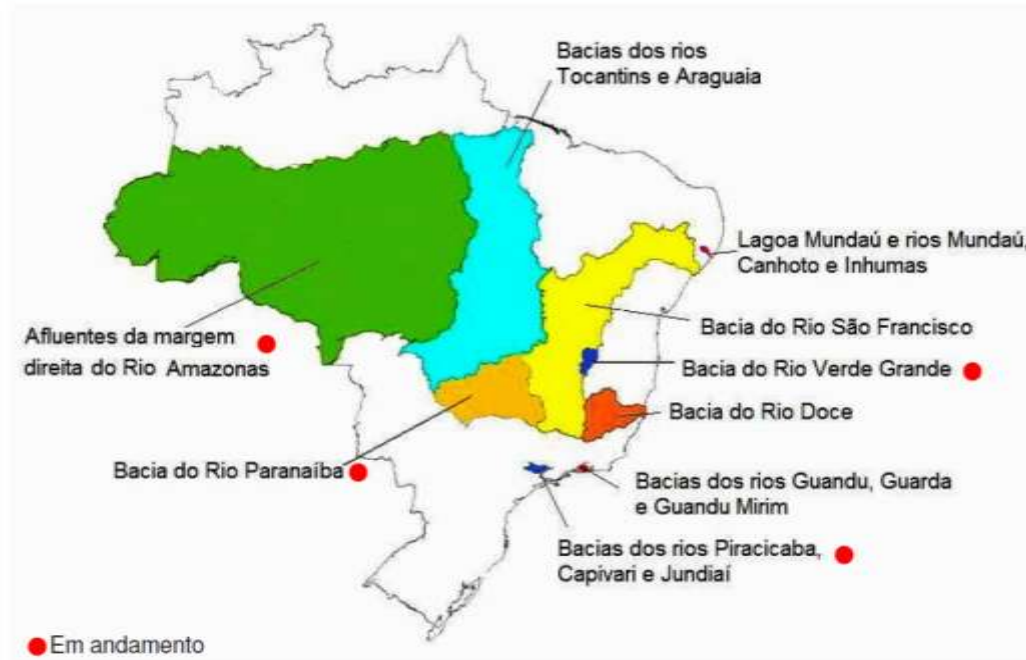 Bacias dos rios
Tocantins e Araguaia
Lagoa Mundaú e rios Mundaú,
Canhoto e Inhumas
Bacia do Rio São Francisco
Afluentes da margem
direita do Rio Amazonas
Bacia do Rio Verde Grande
Bacia do Rio Doce
Bacia do Rio Paranaíba
Bacias dos rios Guandu, Guarda
e Guandu Mirim
Bacias dos rios Piracicaba,
Capivari e Jundiaí
Em andamento